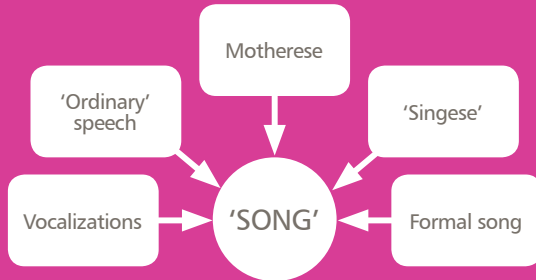 Motherese
‘Ordinary’
speech
‘Singese’
Vocalizations
‘SONG’
Formal song